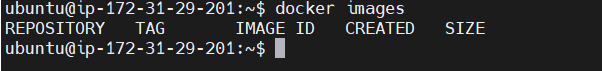 ubuntu@ip-172-31-29-201:~$ docker images
REPOSITORY   TAG       IMAGE ID   CREATED   SIZE
ubuntu@ip-172-31-29-201:~$